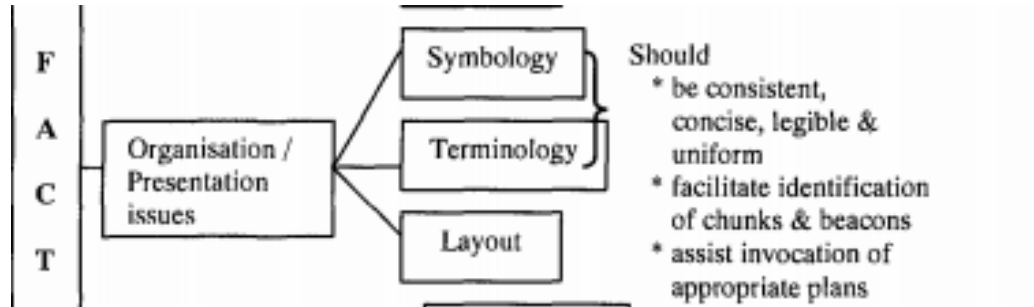 F
A
C
T
Organisation /
Presentation
issues
Symbology
Terminology
Layout
Should
* be consistent,
concise, legible &
uniform
* facilitate identification
of chunks & beacons
* assist invocation of
appropriate plans